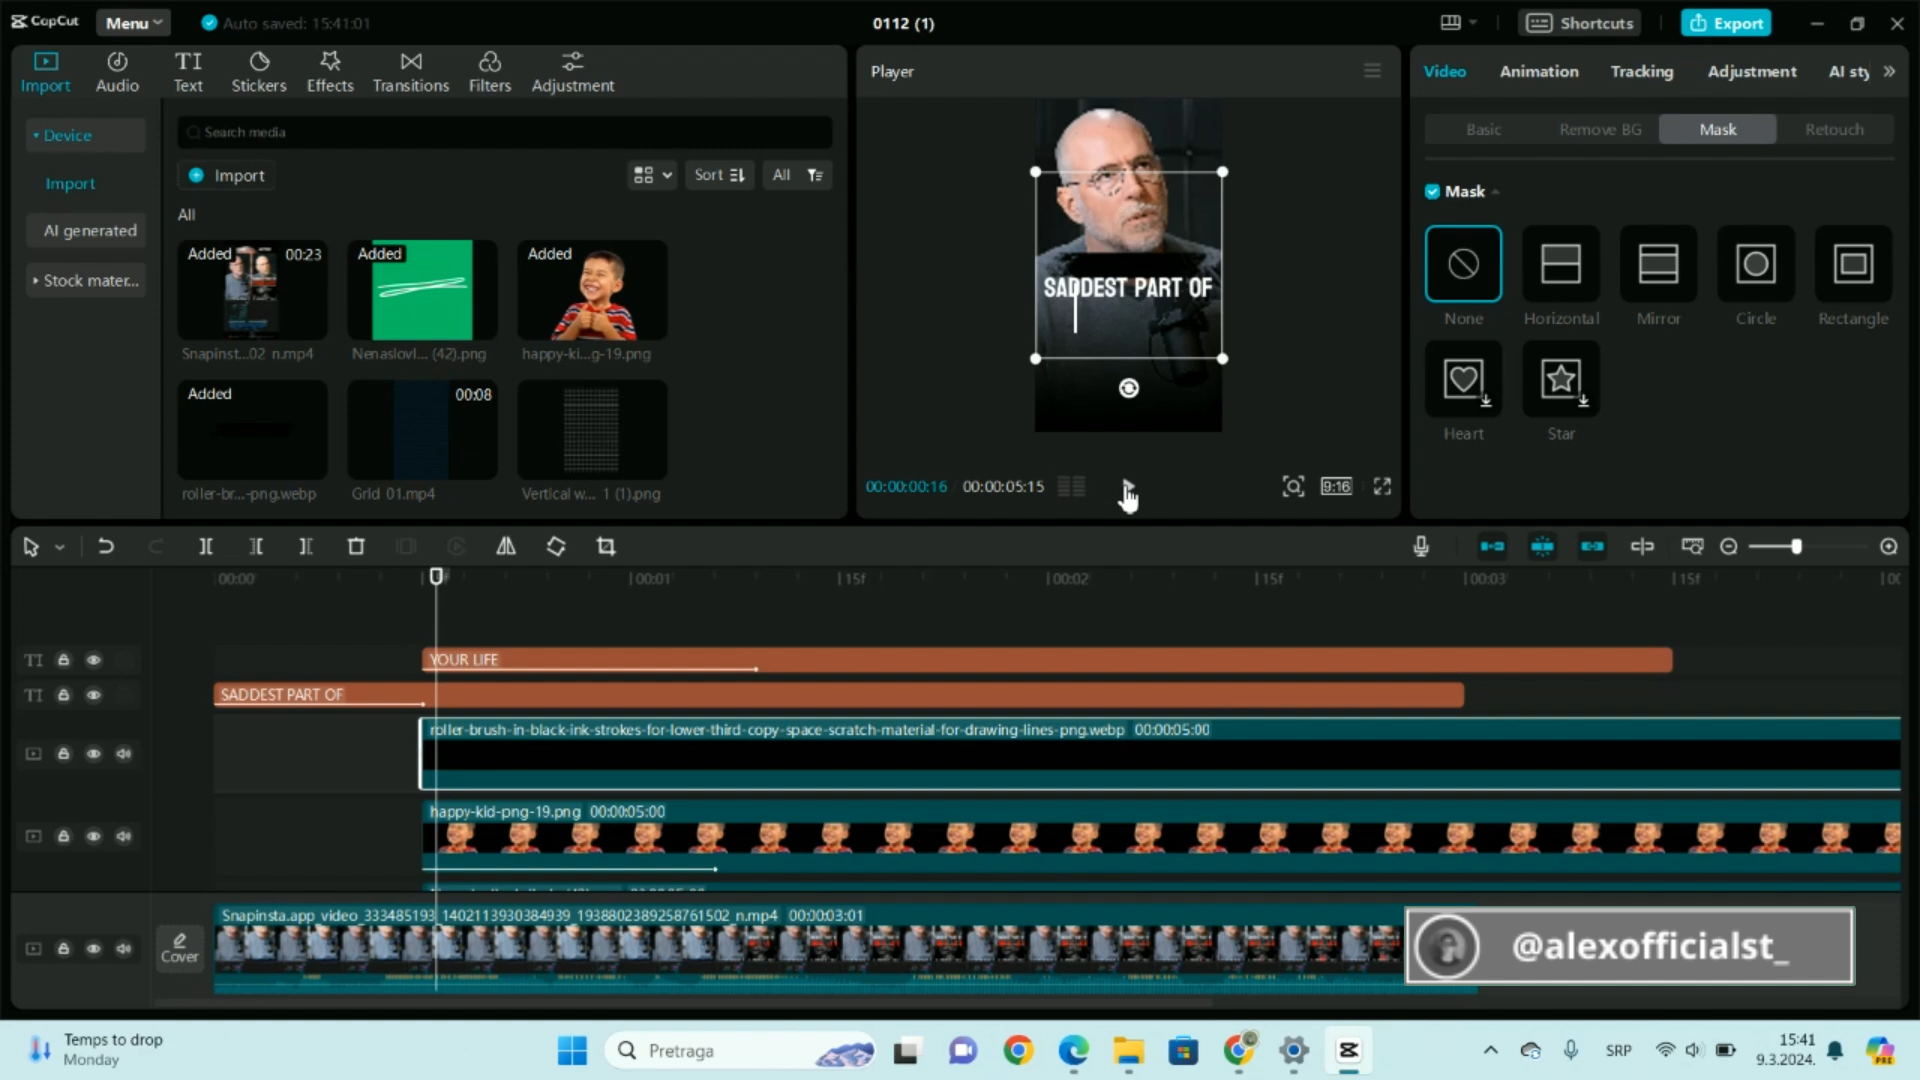 CapCut
Menu
Auto saved: 15:41:01
0112 (1)
Shortcuts
Export
Import
Audio
TI
Text
Stickers
Effects
Transitions
Filters
Adjustment
Player
Video
Animation
Tracking
Adjustment
AI sty
Device
Search media
Basic
Remove BG
Mask
Retouch
Import
Import
Sort
All
Mask
All
AI generated
Stock mater...
Added
00:23
Added
Added
Snapinst...02 n.mp4
Nenaslovl... (42).png
happy-ki...g-19.png
Added
00:08
roller-br...-png.webp
Grid 01.mp4
Vertical w... 1 (1).png
SADDEST PART OF
None
Horizontal
Mirror
Circle
Rectangle
Heart
Star
00:00:00:16
00:00:05:15
9:16
00:00
00:01
15f
00:02
15f
00:03
15f
TI
YOUR LIFE
TI
SADDEST PART OF
roller-brush-in-black-ink-strokes-for-lower-third-copy-space-scratch-material-for-drawing-lines-png.webp 00:00:05:00
happy-kid-png-19.png 00:00:05:00
Snapinsta.app_video_333485193_1402113930384939_1938802389258761502_n.mp4 00:00:03:01
Cover
@alexofficialst_
Temps to drop
Monday
Pretraga
SRP
15:41
9.3.2024.
PRE